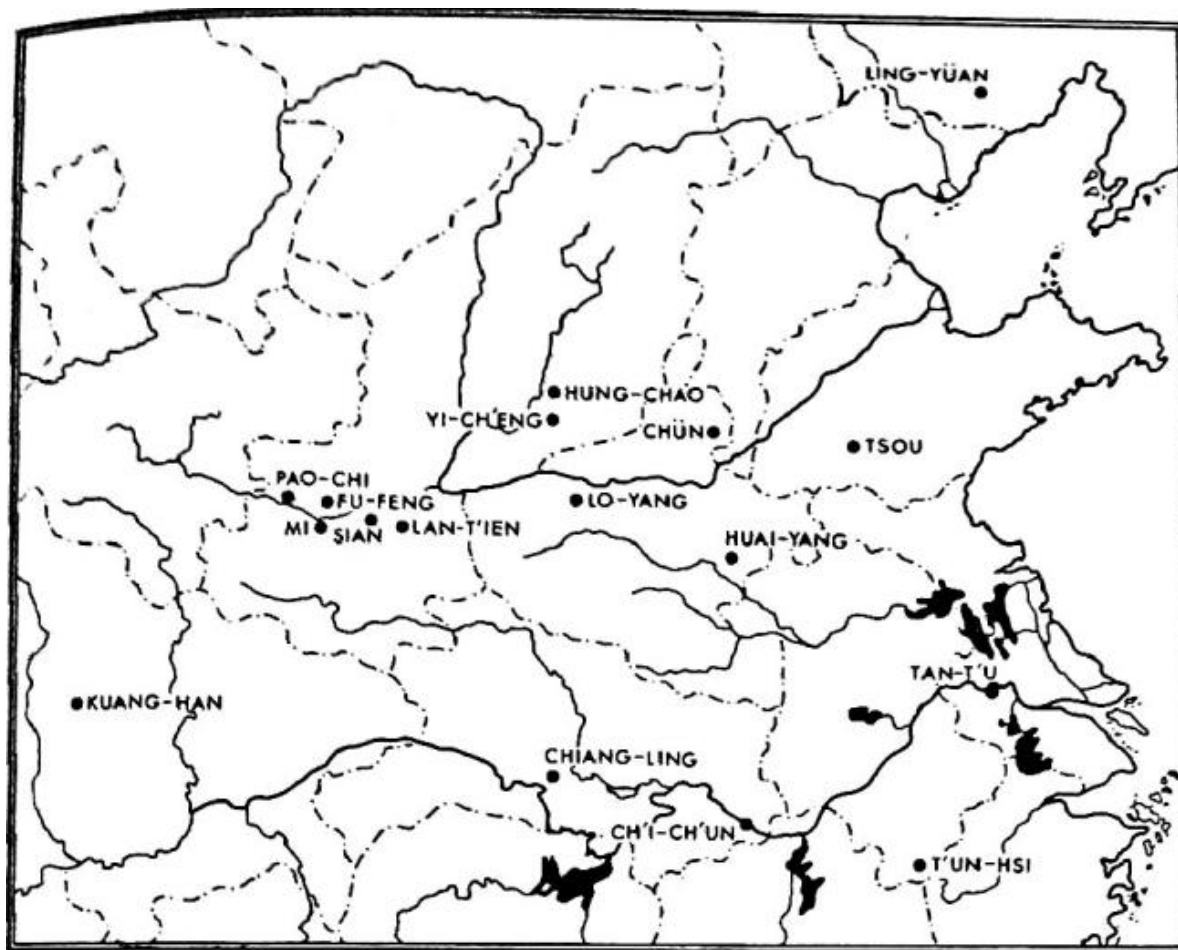 LING-YÜAN
HUNG-CHAO
YI-CH'ENG
CHÜN
TSOU
PAO-CHI
FU-FENG
LO-YANG
MI
SIAN
LAN-T'IEN
HUAI-YANG
TAN-T'U
KUANG-HAN
CHIANG-LING
CH'I-CH'UN
T'UN-HSI